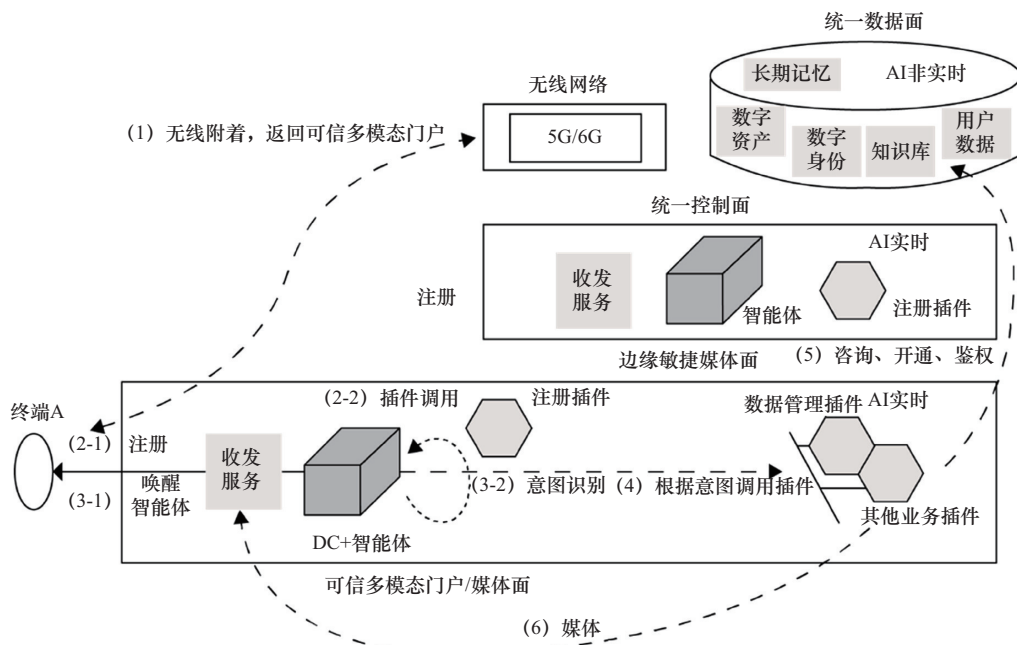 统一数据面
长期记忆
AI非实时
无线网络
数字
资产
数字
身份
知识库
用户
数据
(1)无线附着，返回可信多模态门户
5G/6G
统一控制面
AI实时
注册
收发
服务
智能体
注册插件
边缘敏捷媒体面
(5)咨询、开通、鉴权
终端A
(2-2)插件调用
注册插件
数据管理插件
AI实时
(2-1)
注册
收发
服务
(3-1)
唤醒
智能体
(3-2)意图识别
(4)根据意图调用插件
其他业务插件
DC+智能体
可信多模态门户/媒体面
(6)媒体